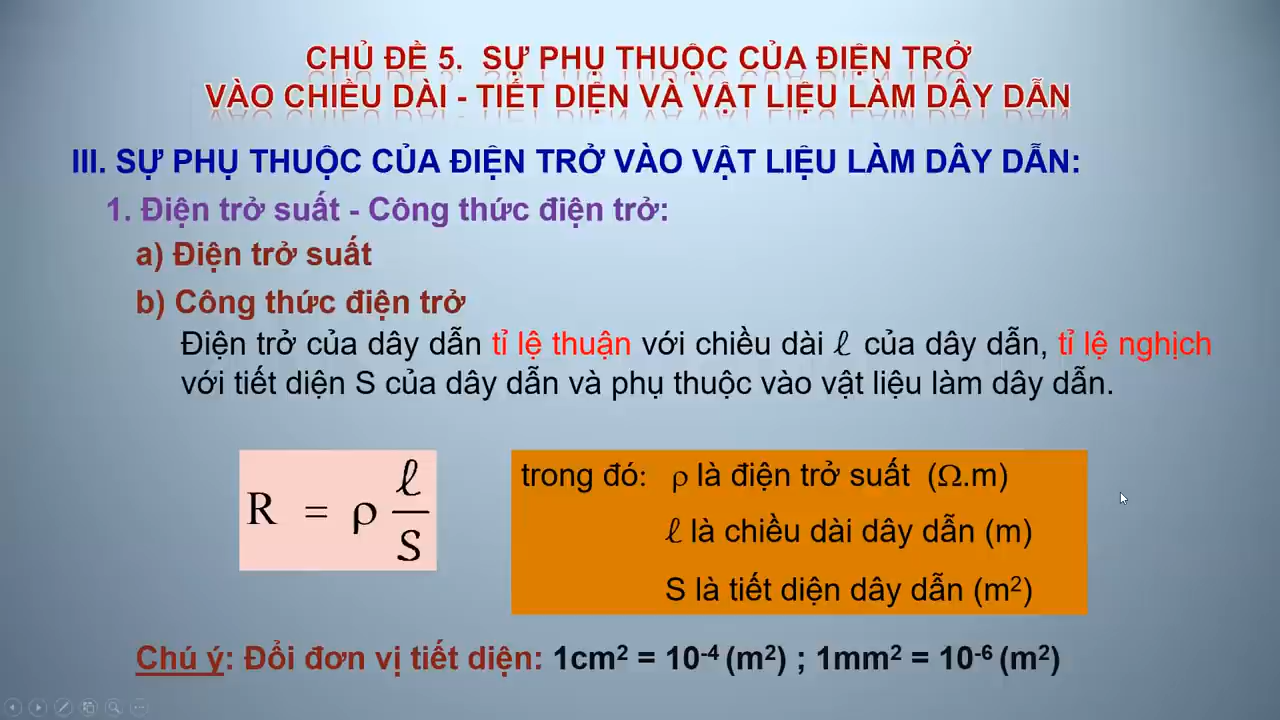 CHỦ ĐỀ 5. SỰ PHỤ THUỘC CỦA ĐIỆN TRỞ
VÀO CHIỀU DÀI - TIẾT DIỆN VÀ VẬT LIỆU LÀM DÂY DẪN
III. SỰ PHỤ THUỘC CỦA ĐIỆN TRỞ VÀO VẬT LIỆU LÀM DÂY DẪN:
1. Điện trở suất - Công thức điện trở:
a) Điện trở suất
b) Công thức điện trở
Điện trở của dây dẫn tỉ lệ thuận với chiều dài ℓ của dây dẫn, tỉ lệ nghịch
với tiết diện S của dây dẫn và phụ thuộc vào vật liệu làm dây dẫn.
R = ρ ℓ/S
trong đó: ρ là điện trở suất (Ω.m)
ℓ là chiều dài dây dẫn (m)
S là tiết diện dây dẫn (m²)
Chú ý: Đổi đơn vị tiết diện: 1cm² = 10⁻⁴ (m²) ; 1mm² = 10⁻⁶ (m²)